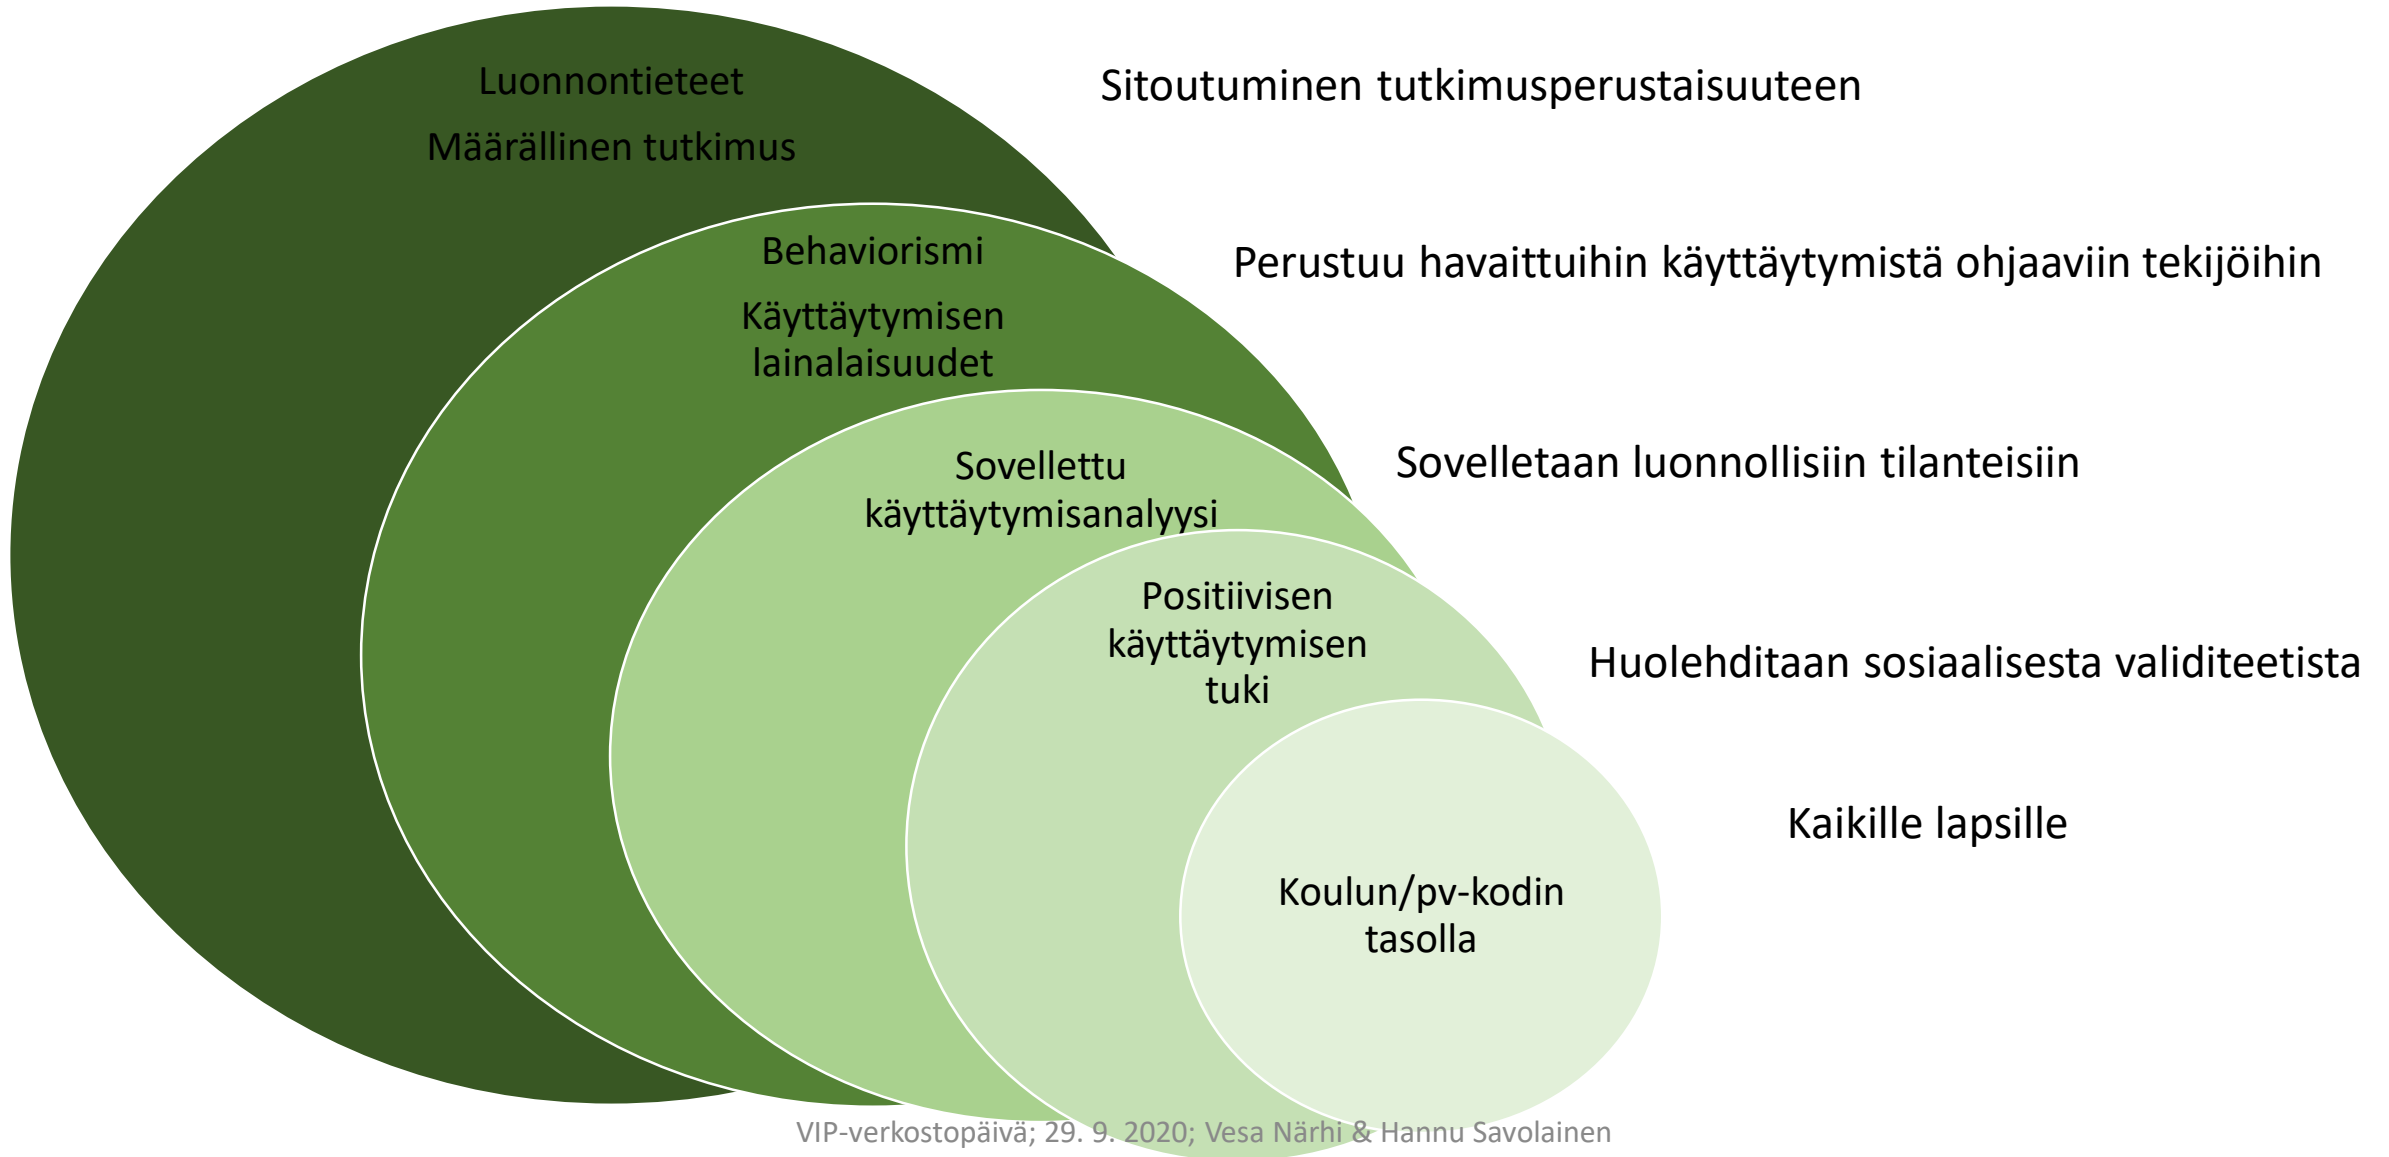 Luonnontieteet
Määrällinen tutkimus
Sitoutuminen tutkimusperustaisuuteen
Behaviorismi
Käyttäytymisen
lainalaisuudet
Perustuu havaittuihin käyttäytymistä ohjaaviin tekijöihin
Sovellettu
käyttäytymisanalyysi
Sovelletaan luonnollisiin tilanteisiin
Positiivisen
käyttäytymisen
tuki
Huolehditaan sosiaalisesta validiteetista
Koulun/pv-kodin
tasolla
Kaikille lapsille
VIP-verkostopäivä; 29. 9. 2020; Vesa Närhi & Hannu Savolainen